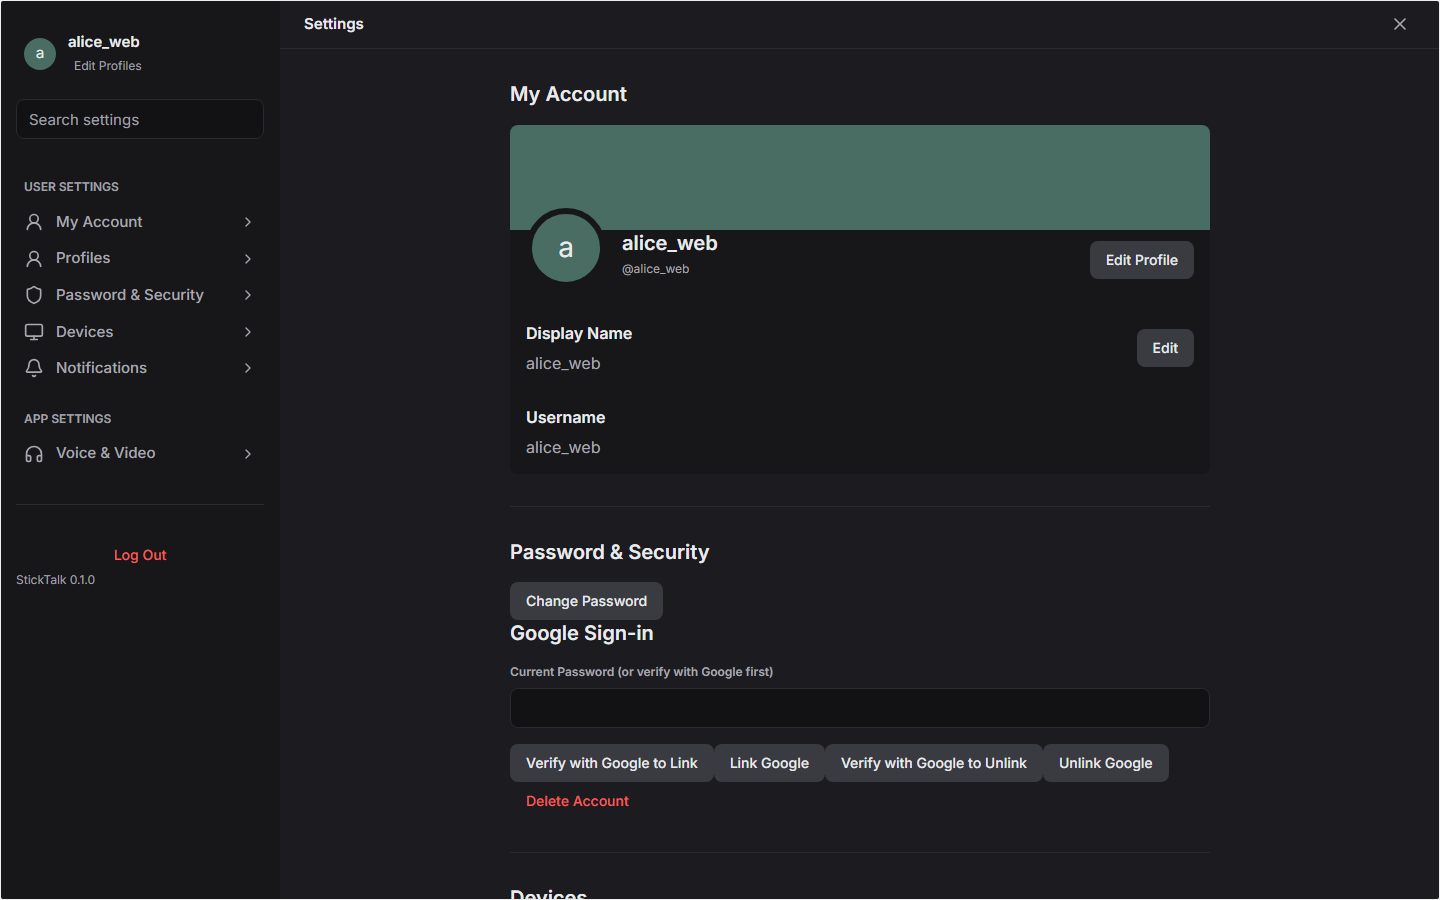 a
alice_web
Edit Profiles
Search settings
USER SETTINGS
My Account
Profiles
Password & Security
Devices
Notifications
APP SETTINGS
Voice & Video
Log Out
StickTalk 0.1.0
Settings
My Account
a
alice_web
@alice_web
Edit Profile
Display Name
alice_web
Edit
Username
alice_web
Password & Security
Change Password
Google Sign-in
Current Password (or verify with Google first)
Verify with Google to Link Link Google Verify with Google to Unlink Unlink Google
Delete Account
Devices